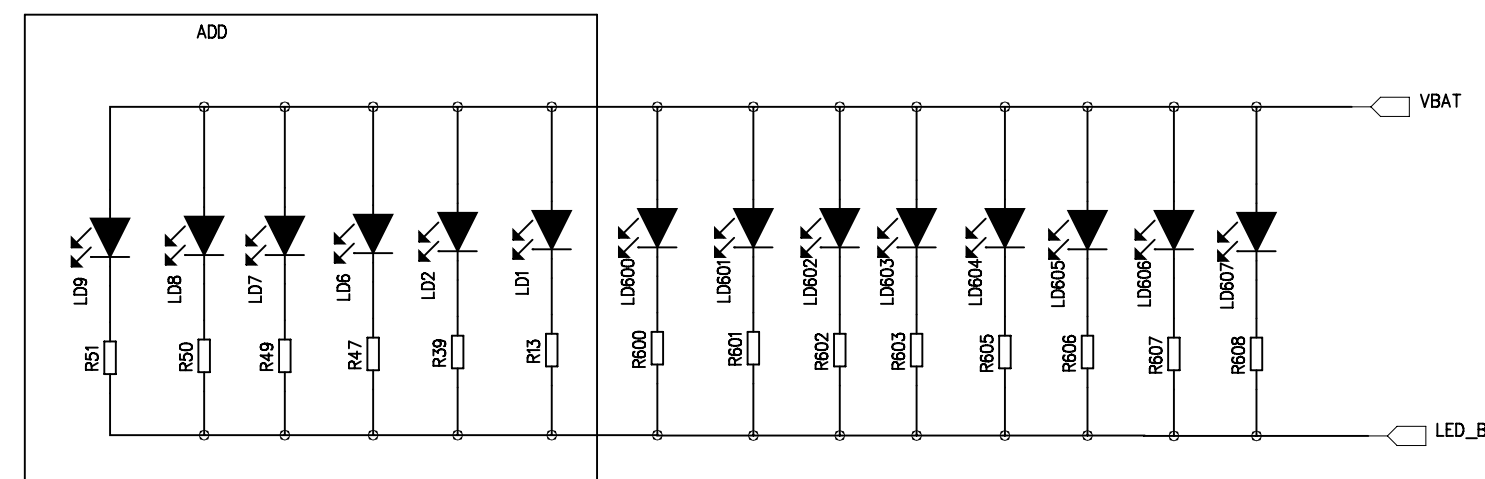 ADD
VBAT
LD9
LD8
LD7
LD6
LD2
LD1
LD600
LD601
LD602
LD603
LD604
LD605
LD606
LD607
R51
R50
R49
R47
R39
R13
R600
R601
R602
R603
R605
R606
R607
R608
LED_B